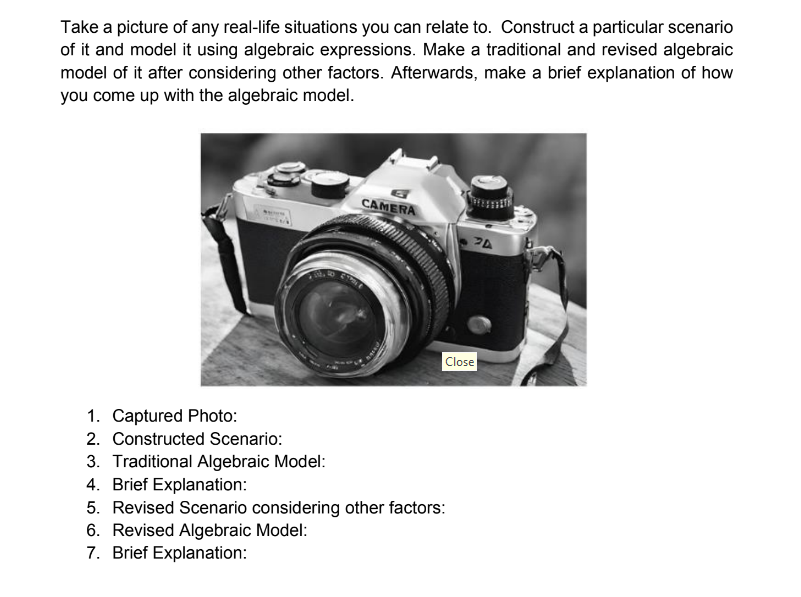 Take a picture of any real-life situations you can relate to. Construct a particular scenario
of it and model it using algebraic expressions. Make a traditional and revised algebraic
model of it after considering other factors. Afterwards, make a brief explanation of how
you come up with the algebraic model.
CAMERA
Close
1. Captured Photo:
2. Constructed Scenario:
3. Traditional Algebraic Model:
4. Brief Explanation:
5. Revised Scenario considering other factors:
6. Revised Algebraic Model:
7. Brief Explanation: